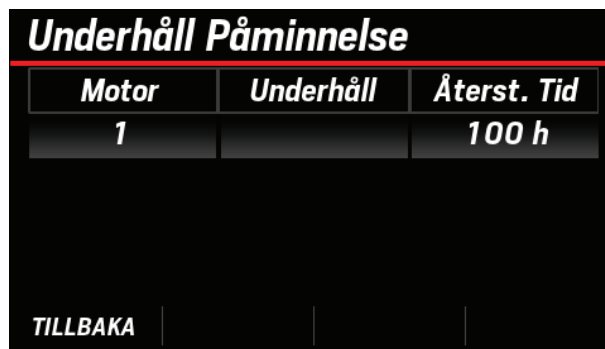 Underhåll Påminnelse
Motor Underhåll Återst. Tid
1 100 h
TILLBAKA